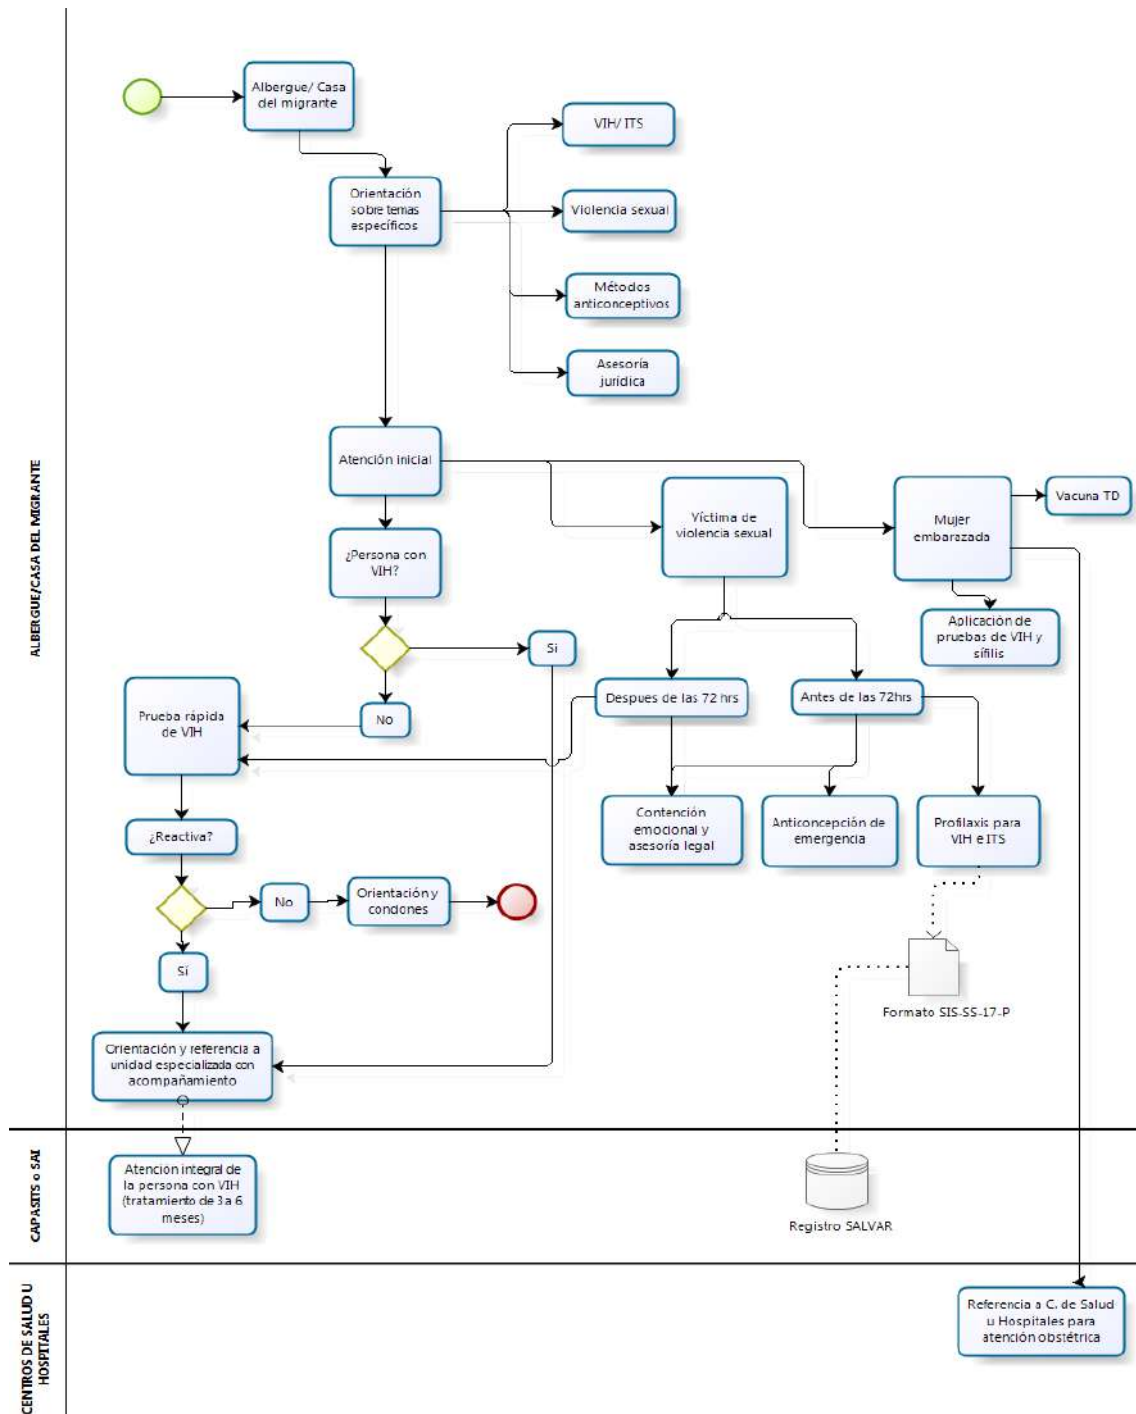 Albergue/ Casa
del migrante
Orientación
sobre temas
específicos
VIH/ ITS
Violencia sexual
Métodos
anticonceptivos
Asesoría
jurídica
ALBERGUE/CASA DEL MIGRANTE
Atención inicial
Víctima de
violencia sexual
Mujer
embarazada
Vacuna TD
Aplicación de
pruebas de VIH y
sífilis
¿Persona con
VIH?
Si
No
Despues de las 72 hrs
Antes de las 72hrs
Prueba rápida
de VIH
Contención
emocional y
asesoría legal
Anticoncepción de
emergencia
Profilaxis para
VIH e ITS
¿Reactiva?
No
Orientación y
condones
Sí
Formato SIS-SS-17-P
Orientación y referencia a
unidad especializada con
acompañamiento
CAPASITS o SAI
Atención integral de
la persona con VIH
(tratamiento de 3 a 6
meses)
Registro SALVAR
CENTROS DE SALUD U
HOSPITALES
Referencia a C. de Salud
u Hospitales para
atención obstétrica